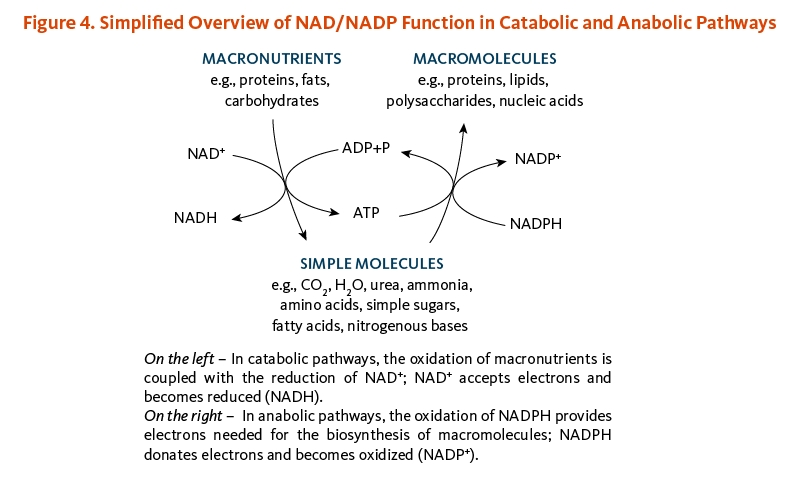 Figure 4. Simplified Overview of NAD/NADP Function in Catabolic and Anabolic Pathways
MACRONUTRIENTS
e.g., proteins, fats,
carbohydrates
MACROMOLECULES
e.g., proteins, lipids,
polysaccharides, nucleic acids
NAD⁺
ADP+P
NADP⁺
NADH
ATP
NADPH
SIMPLE MOLECULES
e.g., CO₂, H₂O, urea, ammonia,
amino acids, simple sugars,
fatty acids, nitrogenous bases
On the left – In catabolic pathways, the oxidation of macronutrients is
coupled with the reduction of NAD⁺; NAD⁺ accepts electrons and
becomes reduced (NADH).
On the right – In anabolic pathways, the oxidation of NADPH provides
electrons needed for the biosynthesis of macromolecules; NADPH
donates electrons and becomes oxidized (NADP⁺).